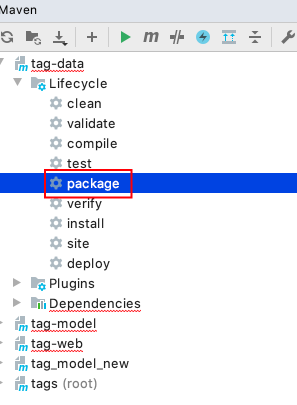 Maven
m
tag-data
Lifecycle
clean
validate
compile
test
package
verify
install
site
deploy
Plugins
Dependencies
tag-model
tag-web
tag_model_new
tags (root)